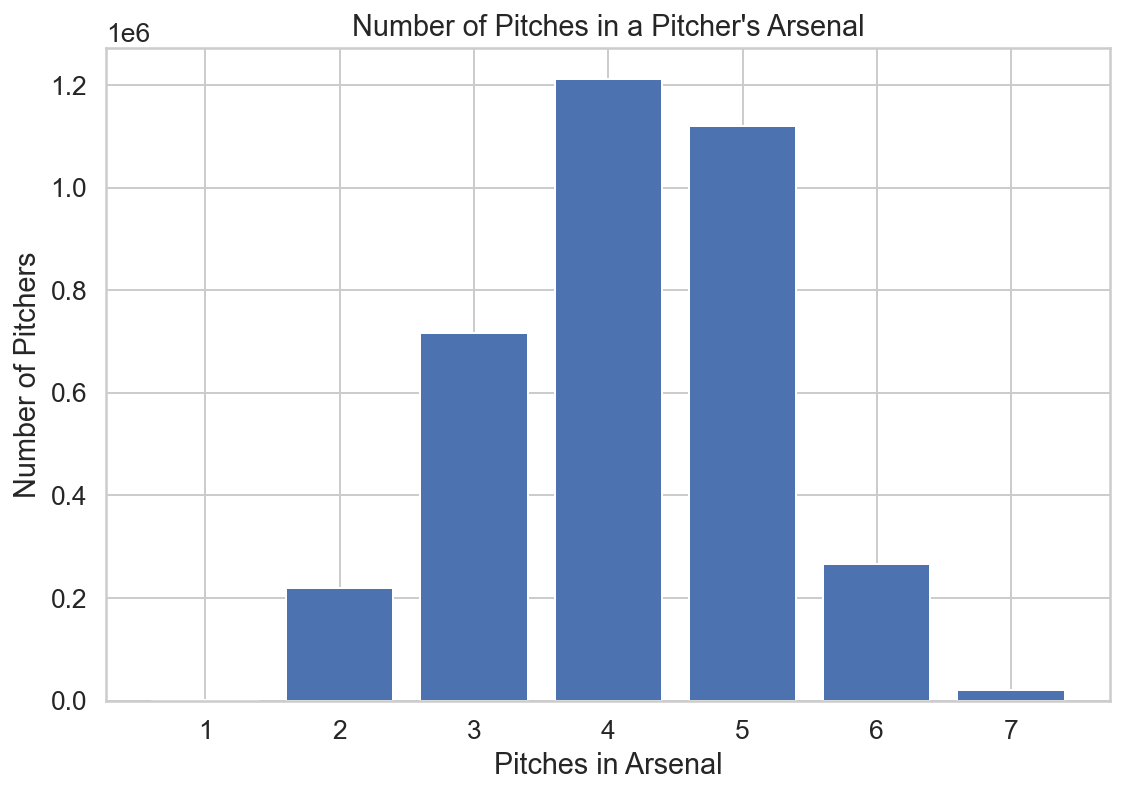 Number of Pitches in a Pitcher's Arsenal
1e6
1.2
1.0
0.8
0.6
0.4
0.2
0.0
Number of Pitchers
1 2 3 4 5 6 7
Pitches in Arsenal